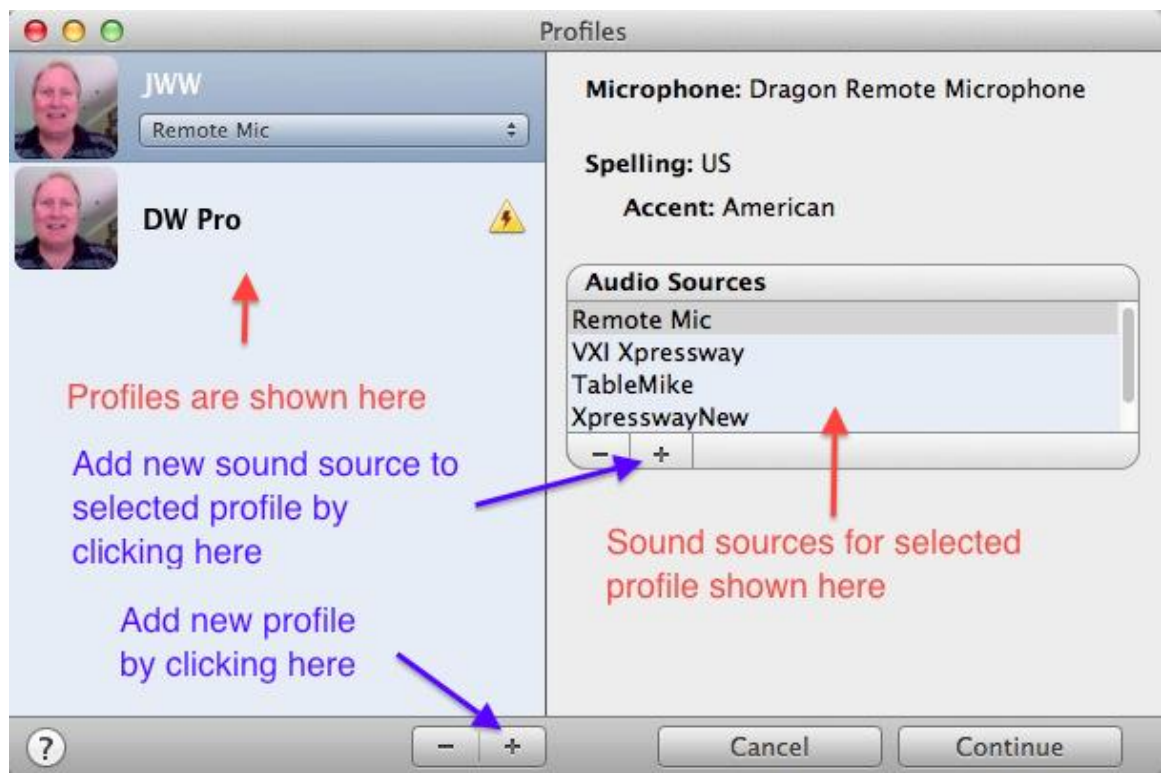 Profiles
JWW
Remote Mic
DW Pro
Profiles are shown here
Add new sound source to
selected profile by
clicking here
Add new profile
by clicking here
Microphone: Dragon Remote Microphone
Spelling: US
Accent: American
Audio Sources
Remote Mic
VXI Xpressway
TableMike
XpresswayNew
− +
Sound sources for selected
profile shown here
?
− +
Cancel
Continue